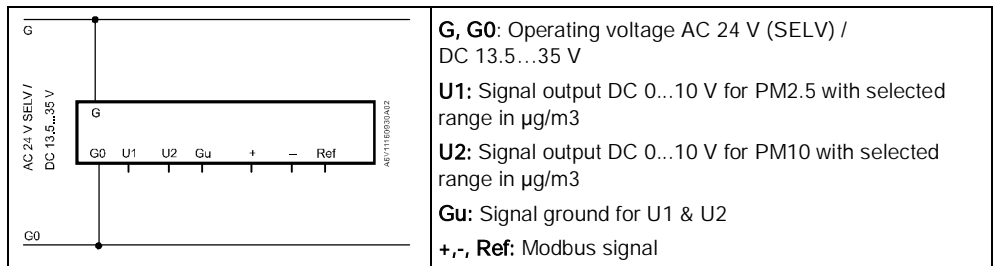 G
AC 24 V SELV /
DC 13,5...35 V
G
G0 U1 U2 Gu + – Ref
A6V11160930A02
G0
G, G0: Operating voltage AC 24 V (SELV) /
DC 13.5…35 V
U1: Signal output DC 0...10 V for PM2.5 with selected
range in µg/m3
U2: Signal output DC 0...10 V for PM10 with selected
range in µg/m3
Gu: Signal ground for U1 & U2
+,-, Ref: Modbus signal